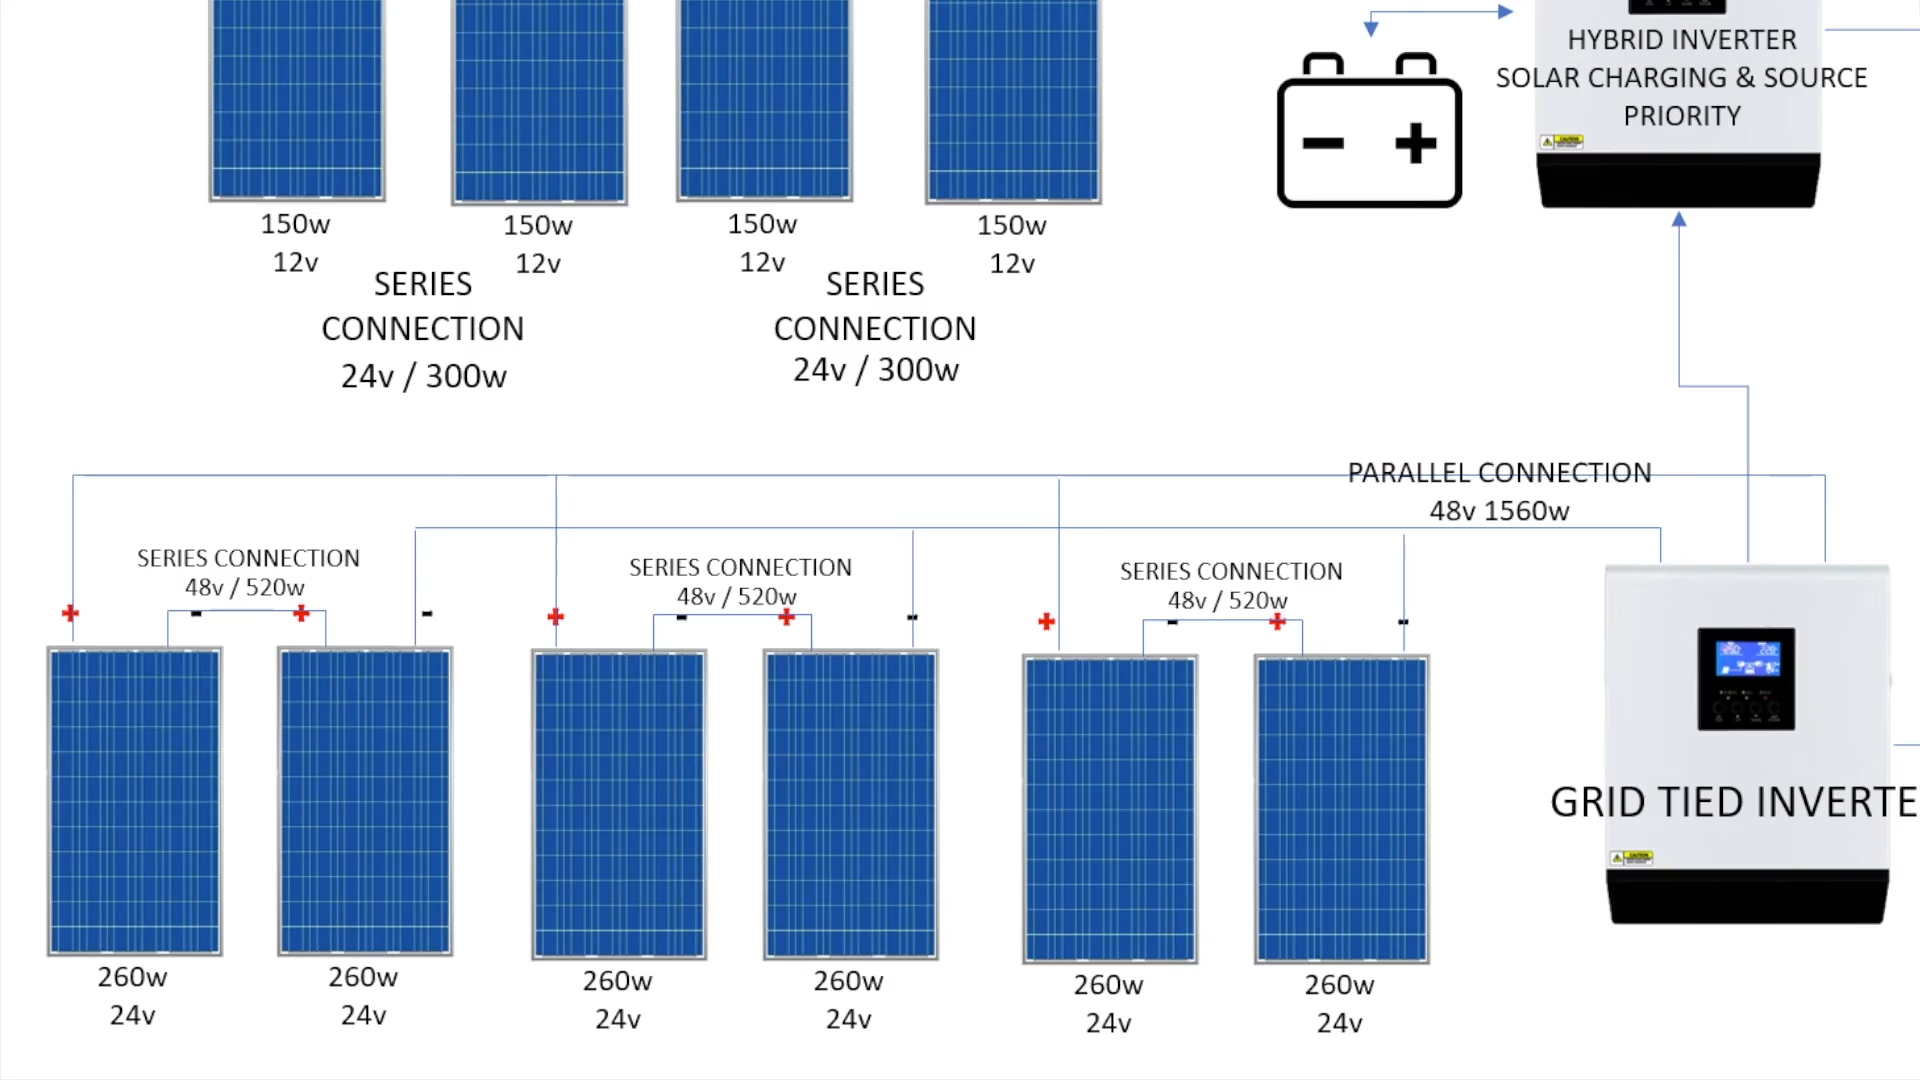 HYBRID INVERTER
SOLAR CHARGING & SOURCE
PRIORITY
CAUTION
150w
12v
150w
12v
150w
12v
150w
12v
SERIES
CONNECTION
24v / 300w
SERIES
CONNECTION
24v / 300w
PARALLEL CONNECTION
48v 1560w
SERIES CONNECTION
48v / 520w
SERIES CONNECTION
48v / 520w
SERIES CONNECTION
48v / 520w
GRID TIED INVERTE
CAUTION
260w
24v
260w
24v
260w
24v
260w
24v
260w
24v
260w
24v